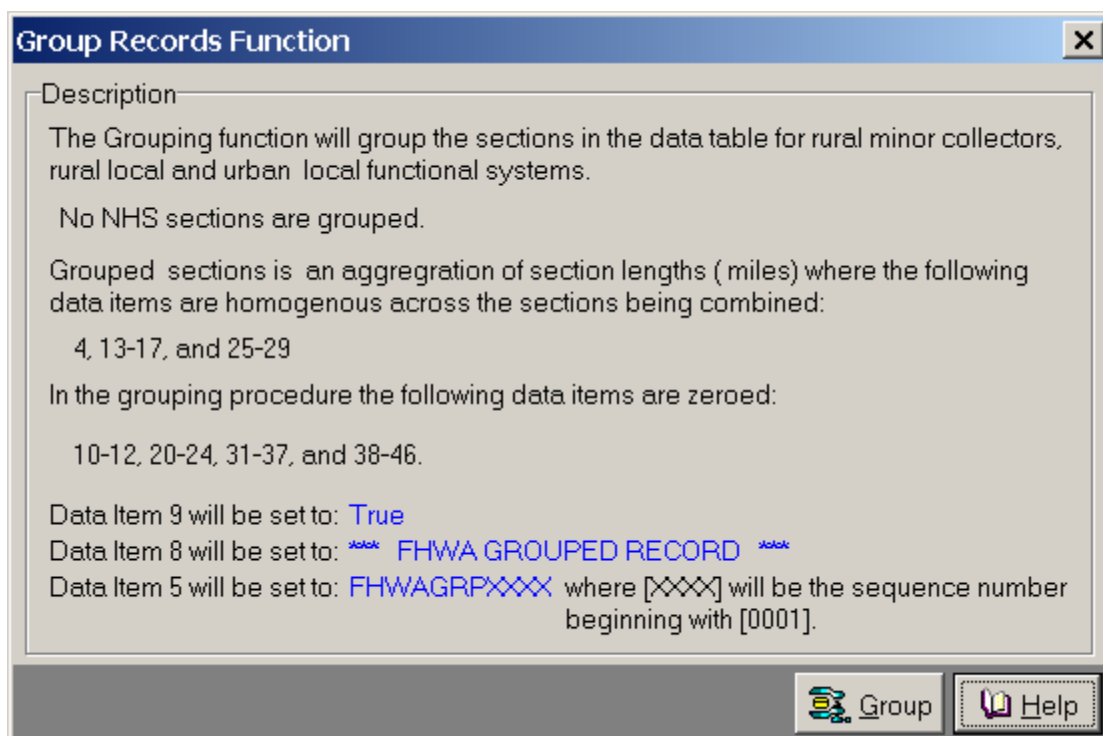 Group Records Function
Description
The Grouping function will group the sections in the data table for rural minor collectors,
rural local and urban  local functional systems.
No NHS sections are grouped.
Grouped  sections is  an aggregration of section lengths ( miles) where the following
data items are homogenous across the sections being combined:
4, 13-17, and 25-29
In the grouping procedure the following data items are zeroed:
10-12, 20-24, 31-37, and 38-46.
Data Item 9 will be set to: True
Data Item 8 will be set to: ***  FHWA GROUPED RECORD  ***
Data Item 5 will be set to: FHWAGRPXXXX  where [XXXX] will be the sequence number
beginning with [0001].
Group
Help